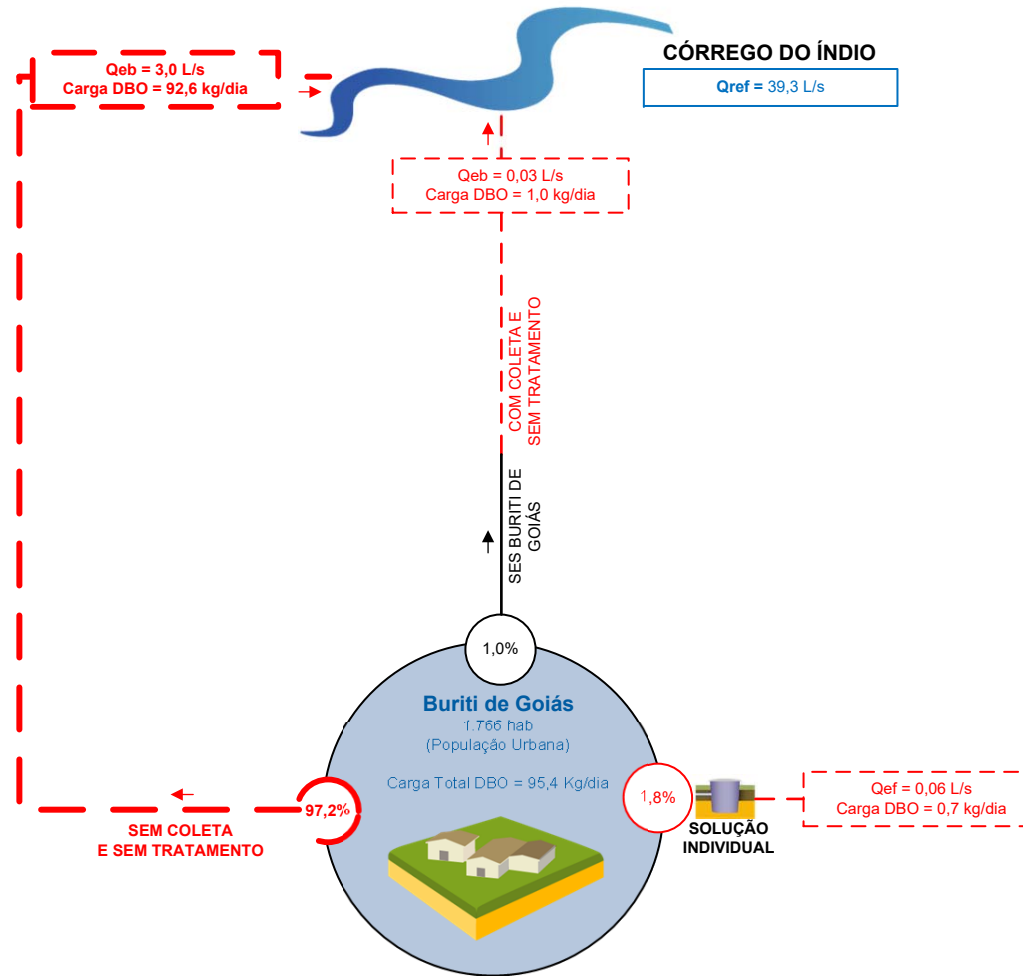 CÓRREGO DO ÍNDIO
Qref = 39,3 L/s
Qeb = 3,0 L/s
Carga DBO = 92,6 kg/dia
Qeb = 0,03 L/s
Carga DBO = 1,0 kg/dia
COM COLETA E
SEM TRATAMENTO
SES BURITI DE
GOIÁS
1,0%
Buriti de Goiás
1.766 hab
(População Urbana)
Carga Total DBO = 95,4 Kg/dia
97,2%
SEM COLETA
E SEM TRATAMENTO
1,8%
SOLUÇÃO
INDIVIDUAL
Qef = 0,06 L/s
Carga DBO = 0,7 kg/dia